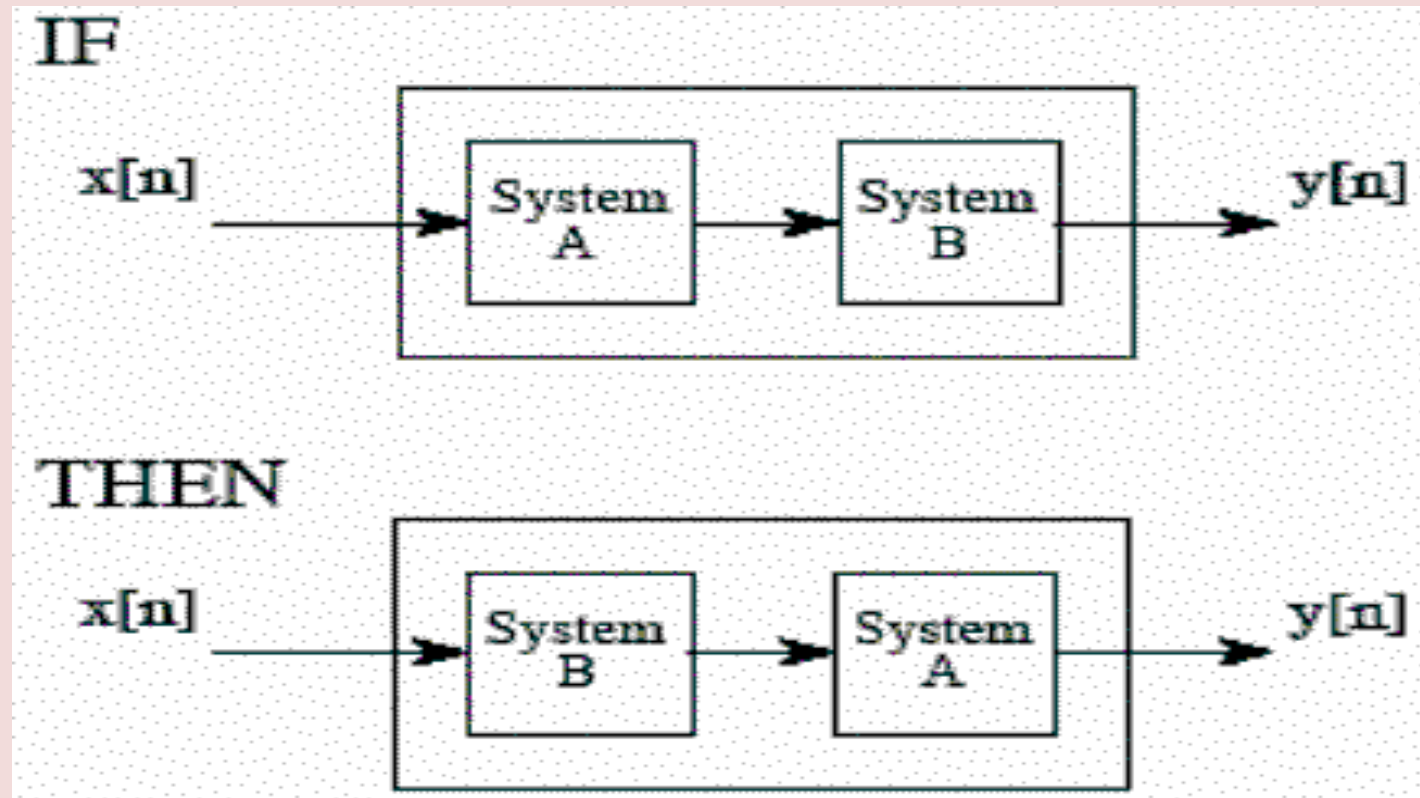 IF
x[n]
System
A
System
B
y[n]
THEN
x[n]
System
B
System
A
y[n]